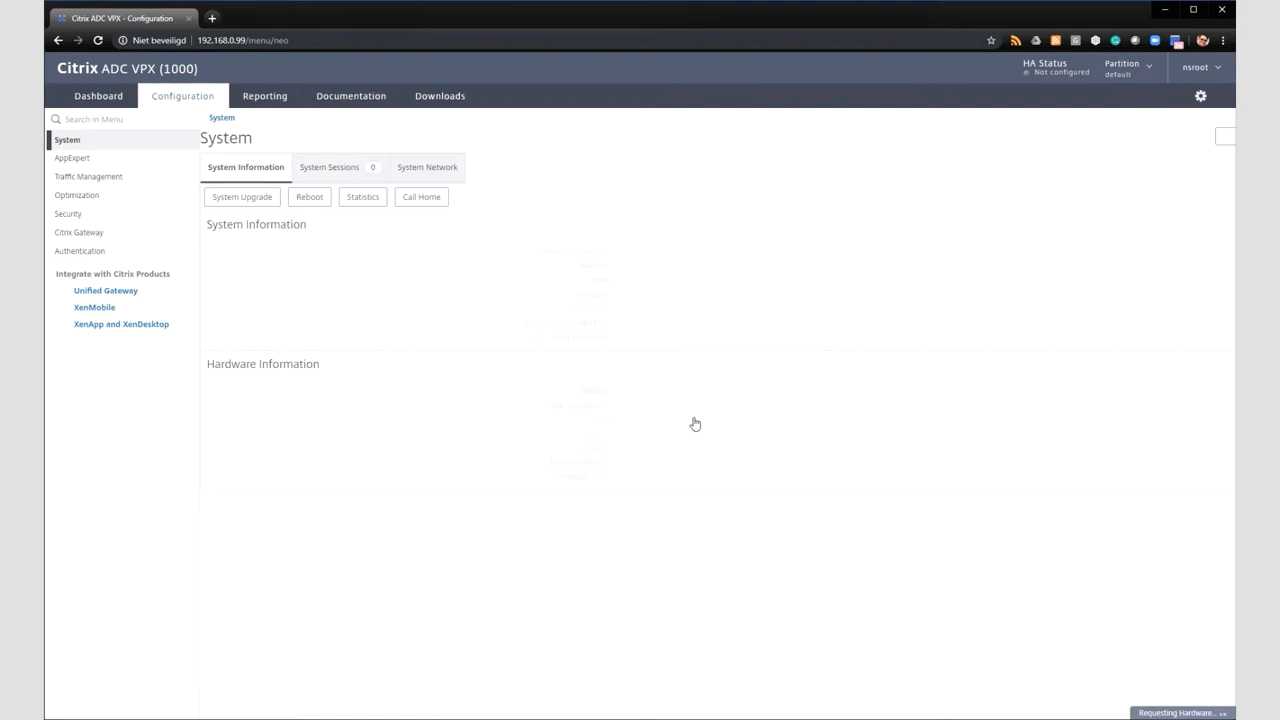 Citrix ADC VPX - Configuration
Niet beveiligd
192.168.0.99/menu/neo
Citrix ADC VPX (1000)
HA Status
Not configured
Partition
default
nsroot
Dashboard
Configuration
Reporting
Documentation
Downloads
Search in Menu
System
AppExpert
Traffic Management
Optimization
Security
Citrix Gateway
Authentication
Integrate with Citrix Products
Unified Gateway
XenMobile
XenApp and XenDesktop
System
System
System Information
System Sessions 0
System Network
System Upgrade
Reboot
Statistics
Call Home
System Information
Hardware Information
Requesting Hardware...